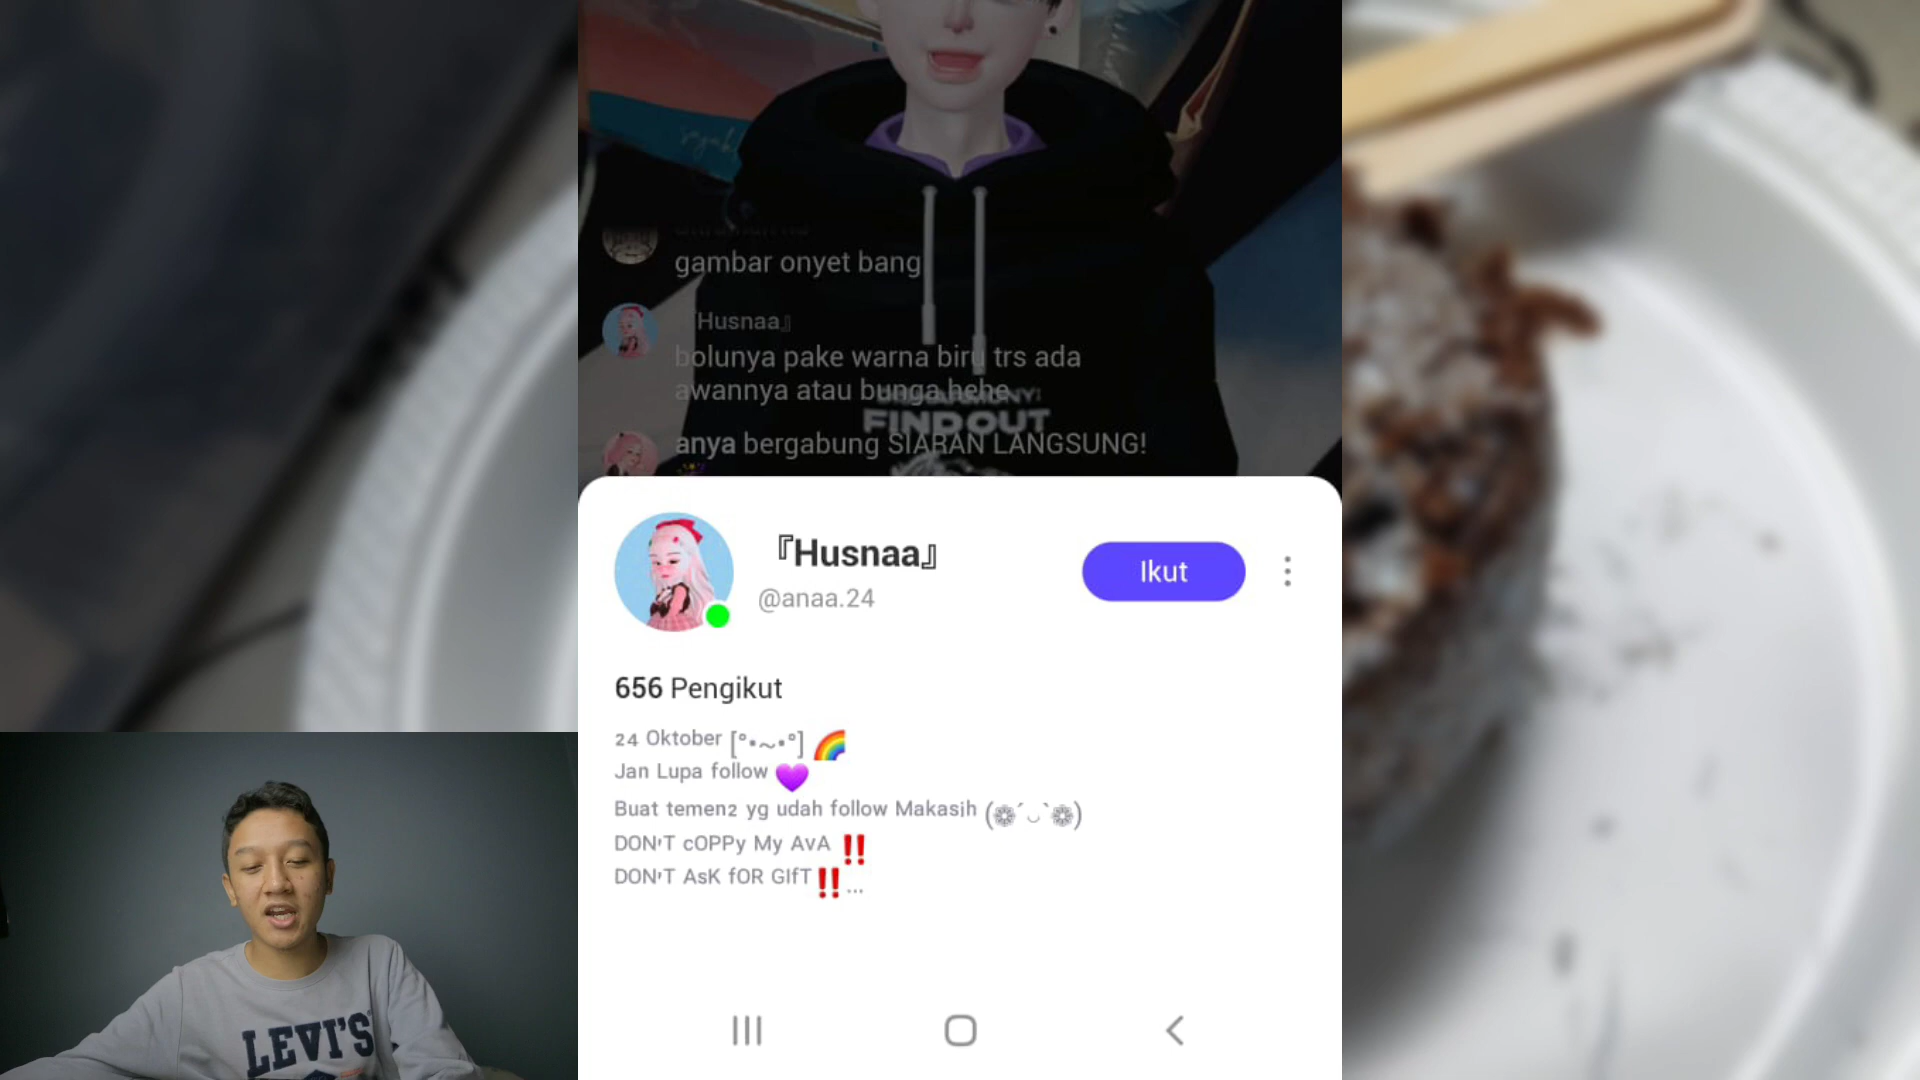 gambar onyet bang
『Husnaa』
bolunya pake warna biru trs ada
awannya atau bunga hehe
FIND OUT
anya bergabung SIARAN LANGSUNG!
『Husnaa』
@anaa.24
Ikut
656 Pengikut
24 Oktober [°•~•°] 🌈
Jan Lupa follow 💜
Buat temen2 yg udah follow Makasih (❁´◡`❁)
DON'T cOPPy My AvA ‼️
DON'T AsK fOR GIfT‼️...
LEVI'S